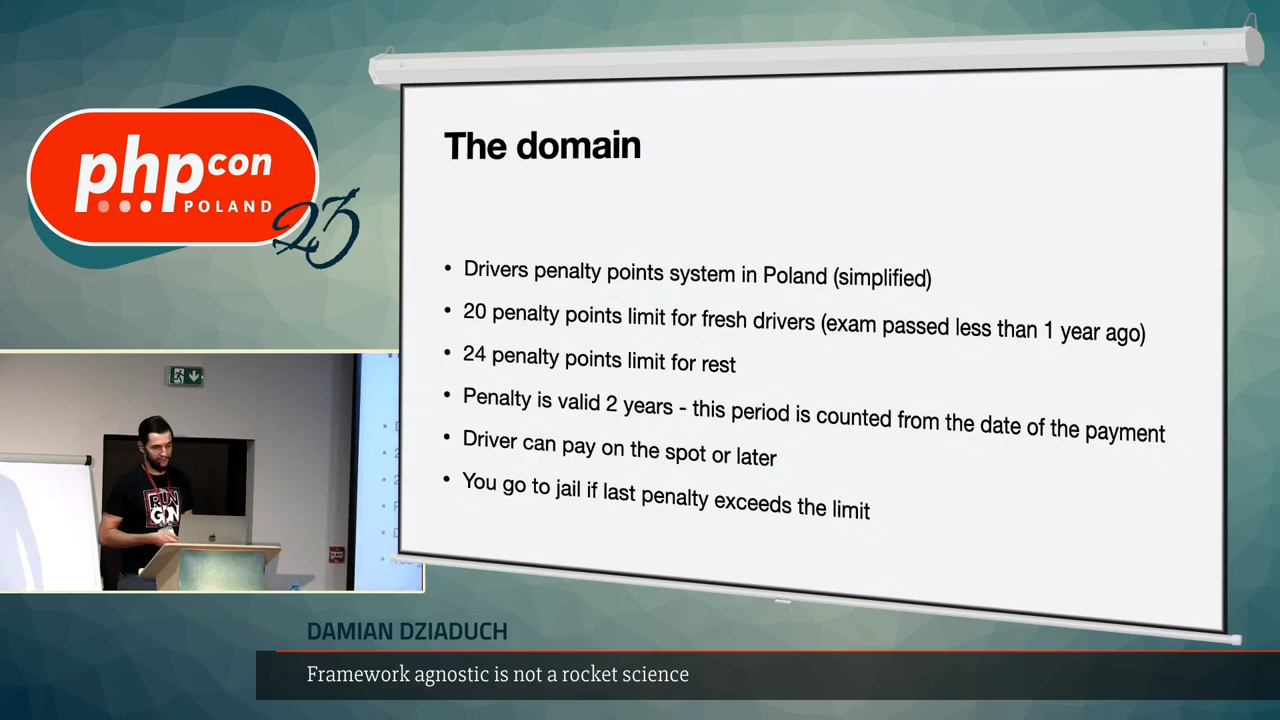 phpcon
POLAND
23
The domain
• Drivers penalty points system in Poland (simplified)
• 20 penalty points limit for fresh drivers (exam passed less than 1 year ago)
• 24 penalty points limit for rest
• Penalty is valid 2 years - this period is counted from the date of the payment
• Driver can pay on the spot or later
• You go to jail if last penalty exceeds the limit
RUN
DAMIAN DZIADUCH
Framework agnostic is not a rocket science